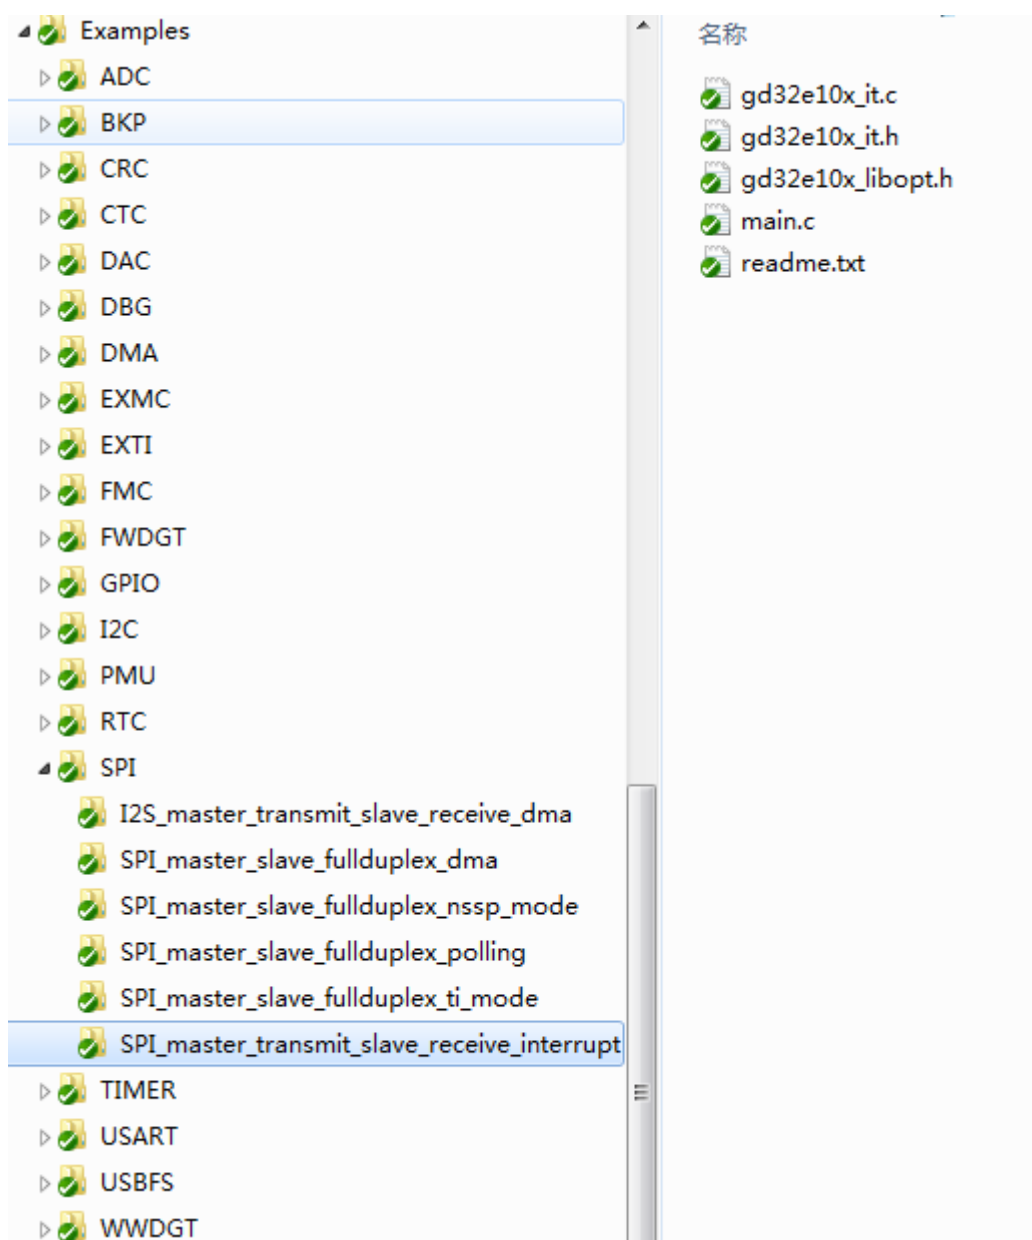 Examples
ADC
BKP
CRC
CTC
DAC
DBG
DMA
EXMC
EXTI
FMC
FWDGT
GPIO
I2C
PMU
RTC
SPI
I2S_master_transmit_slave_receive_dma
SPI_master_slave_fullduplex_dma
SPI_master_slave_fullduplex_nssp_mode
SPI_master_slave_fullduplex_polling
SPI_master_slave_fullduplex_ti_mode
SPI_master_transmit_slave_receive_interrupt
TIMER
USART
USBFS
WWDGT
名称
gd32e10x_it.c
gd32e10x_it.h
gd32e10x_libopt.h
main.c
readme.txt